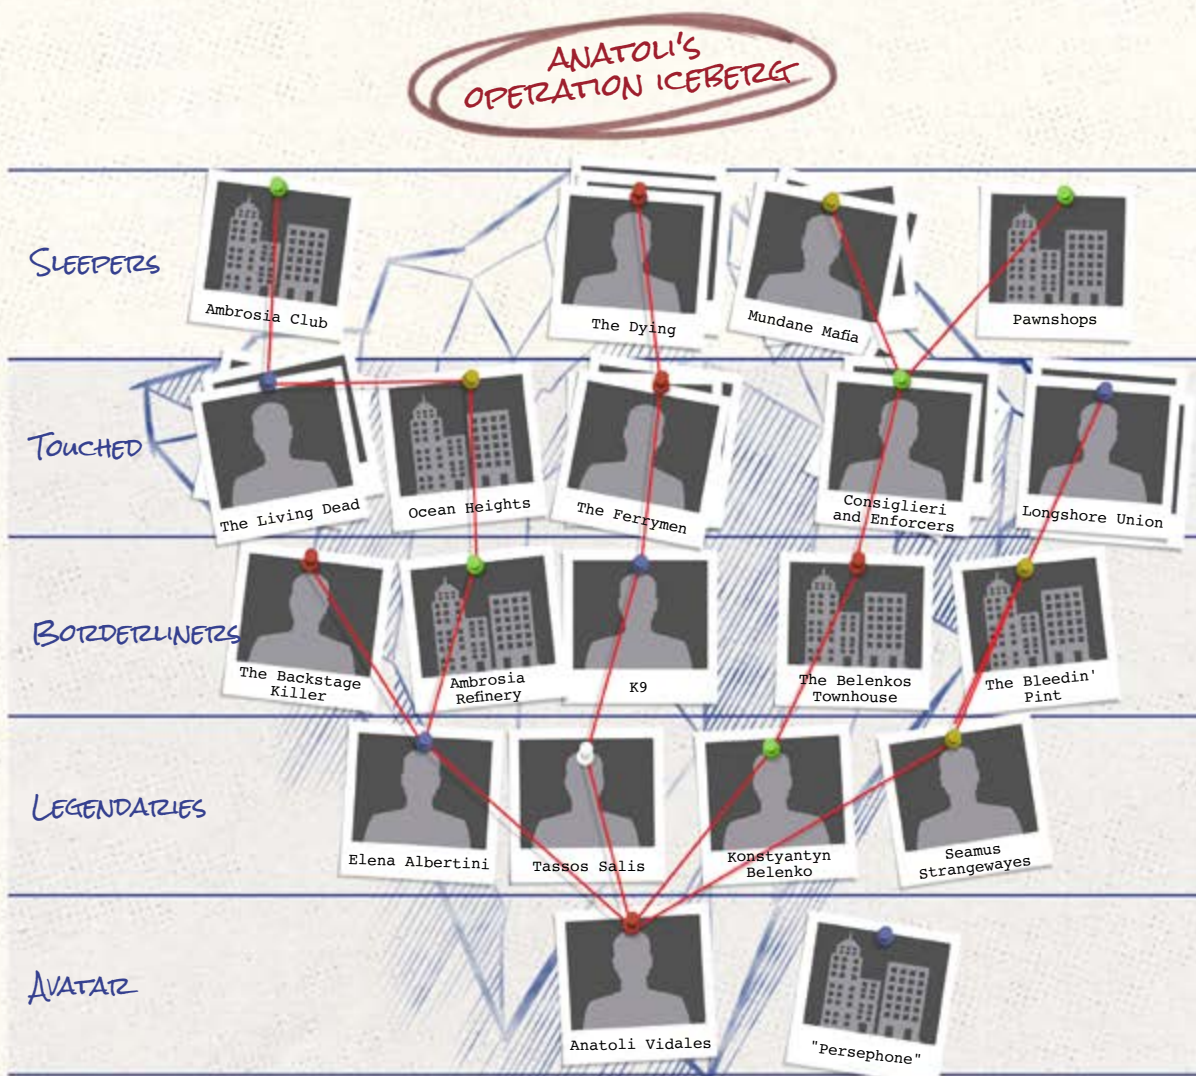 ANATOLI'S
OPERATION ICEBERG
SLEEPERS
Ambrosia Club
The Dying
Mundane Mafia
Pawnshops
TOUCHED
The Living Dead
Ocean Heights
The Ferrymen
Consiglieri
and Enforcers
Longshore Union
BORDERLINERS
The Backstage
Killer
Ambrosia
Refinery
K9
The Belenkos
Townhouse
The Bleedin'
Pint
LEGENDARIES
Elena Albertini
Tassos Salis
Konstyantyn
Belenko
Seamus
Strangewayes
AVATAR
Anatoli Vidales
"Persephone"